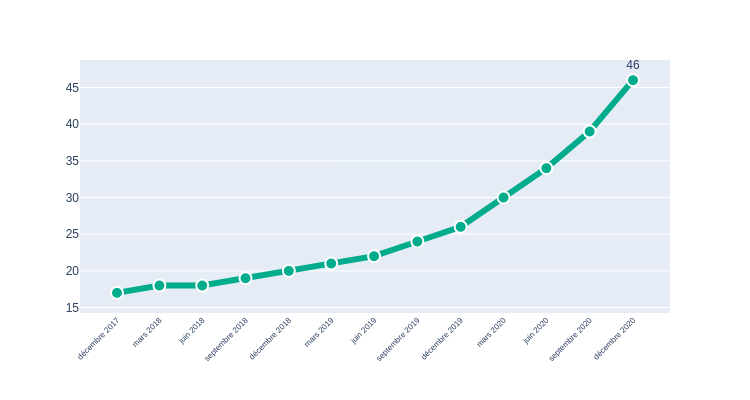 46
45
40
35
30
25
20
15
décembre 2017
mars 2018
juin 2018
septembre 2018
décembre 2018
mars 2019
juin 2019
septembre 2019
décembre 2019
mars 2020
juin 2020
septembre 2020
décembre 2020